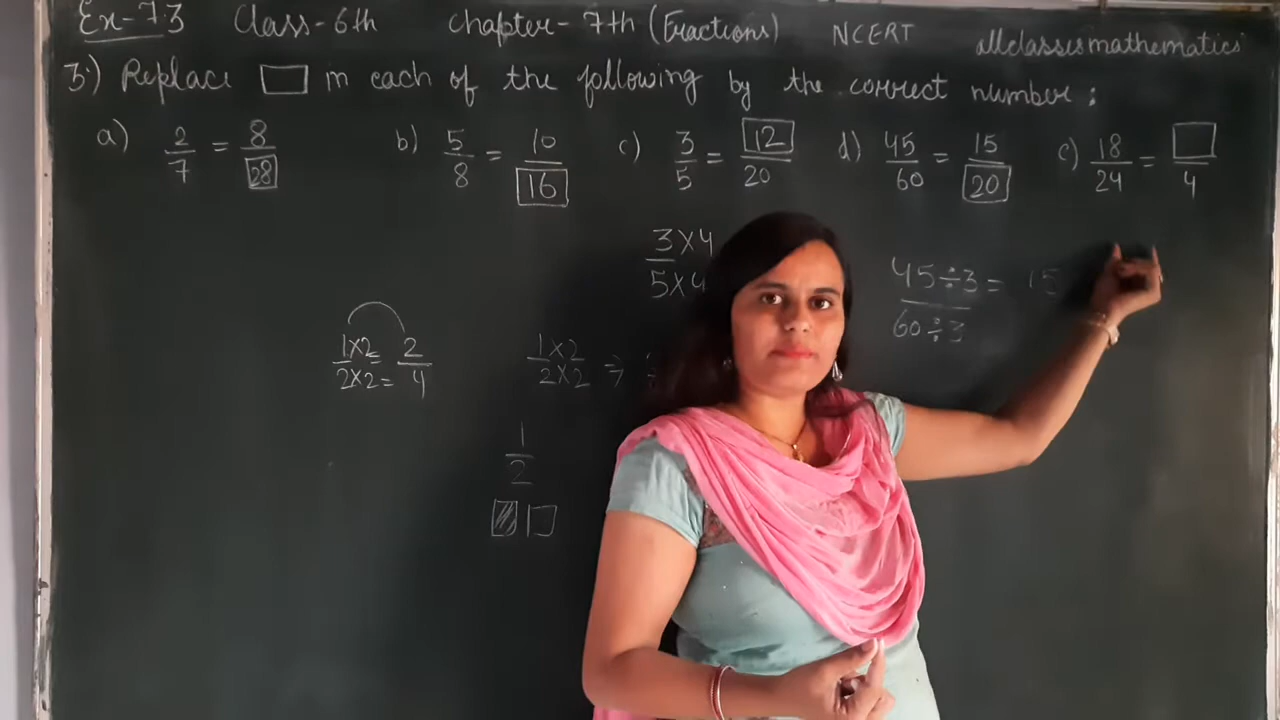 Ex-7.3 Class-6th Chapter-7th (Fractions) NCERT allclassesmathematics
3.) Replace □ in each of the following by the correct number:
a) 2/7 = 8/28 b) 5/8 = 10/16 c) 3/5 = 12/20 d) 45/60 = 15/20 e) 18/24 = □/4
3×4
5×4
45÷3 = 15
60÷3
1×2/2×2 = 2/4
1×2/2×2 ⇒
1/2